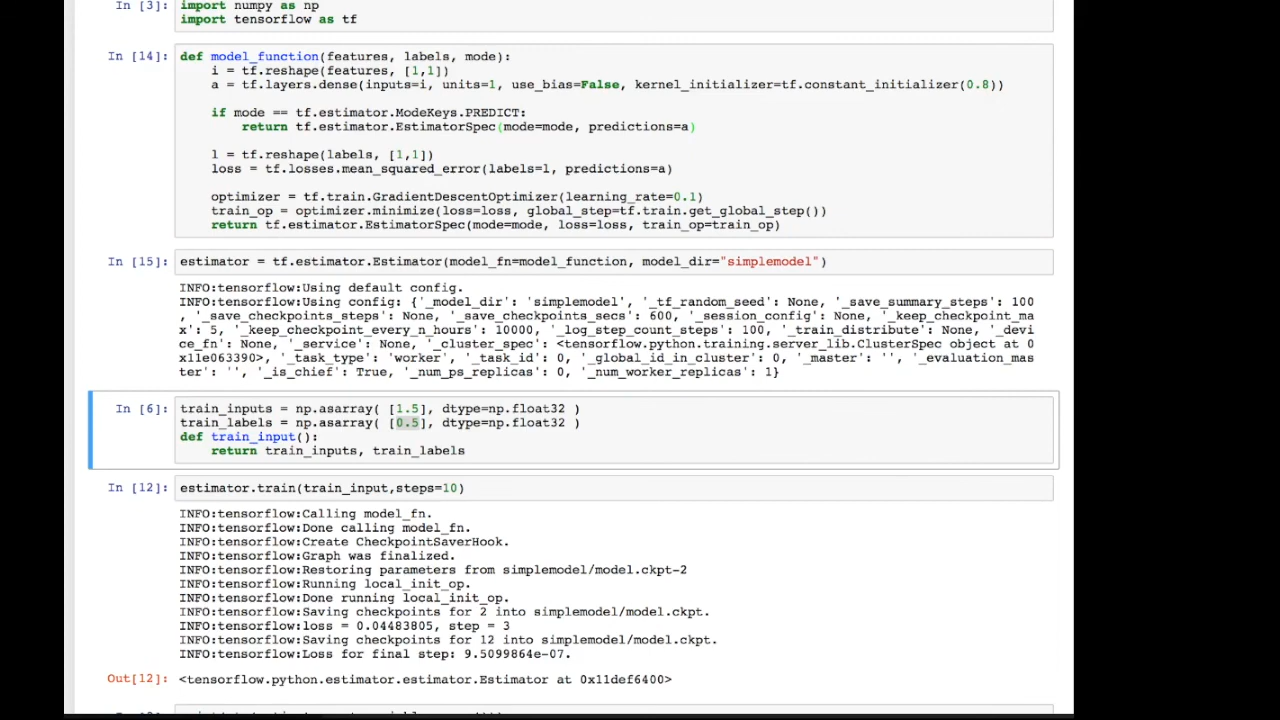 In [3]: import numpy as np
import tensorflow as tf
In [14]: def model_function(features, labels, mode):
i = tf.reshape(features, [1,1])
a = tf.layers.dense(inputs=i, units=1, use_bias=False, kernel_initializer=tf.constant_initializer(0.8))
if mode == tf.estimator.ModeKeys.PREDICT:
return tf.estimator.EstimatorSpec(mode=mode, predictions=a)
l = tf.reshape(labels, [1,1])
loss = tf.losses.mean_squared_error(labels=l, predictions=a)
optimizer = tf.train.GradientDescentOptimizer(learning_rate=0.1)
train_op = optimizer.minimize(loss=loss, global_step=tf.train.get_global_step())
return tf.estimator.EstimatorSpec(mode=mode, loss=loss, train_op=train_op)
In [15]: estimator = tf.estimator.Estimator(model_fn=model_function, model_dir="simplemodel")
INFO:tensorflow:Using default config.
INFO:tensorflow:Using config: {'_model_dir': 'simplemodel', '_tf_random_seed': None, '_save_summary_steps': 100
, '_save_checkpoints_steps': None, '_save_checkpoints_secs': 600, '_session_config': None, '_keep_checkpoint_ma
x': 5, '_keep_checkpoint_every_n_hours': 10000, '_log_step_count_steps': 100, '_train_distribute': None, '_devi
ce_fn': None, '_service': None, '_cluster_spec': <tensorflow.python.training.server_lib.ClusterSpec object at 0
x11e063390>, '_task_type': 'worker', '_task_id': 0, '_global_id_in_cluster': 0, '_master': '', '_evaluation_mas
ter': '', '_is_chief': True, '_num_ps_replicas': 0, '_num_worker_replicas': 1}
In [6]: train_inputs = np.asarray( [1.5], dtype=np.float32 )
train_labels = np.asarray( [0.5], dtype=np.float32 )
def train_input():
return train_inputs, train_labels
In [12]: estimator.train(train_input,steps=10)
INFO:tensorflow:Calling model_fn.
INFO:tensorflow:Done calling model_fn.
INFO:tensorflow:Create CheckpointSaverHook.
INFO:tensorflow:Graph was finalized.
INFO:tensorflow:Restoring parameters from simplemodel/model.ckpt-2
INFO:tensorflow:Running local_init_op.
INFO:tensorflow:Done running local_init_op.
INFO:tensorflow:Saving checkpoints for 2 into simplemodel/model.ckpt.
INFO:tensorflow:loss = 0.04483805, step = 3
INFO:tensorflow:Saving checkpoints for 12 into simplemodel/model.ckpt.
INFO:tensorflow:Loss for final step: 9.5099864e-07.
Out[12]: <tensorflow.python.estimator.estimator.Estimator at 0x11def6400>